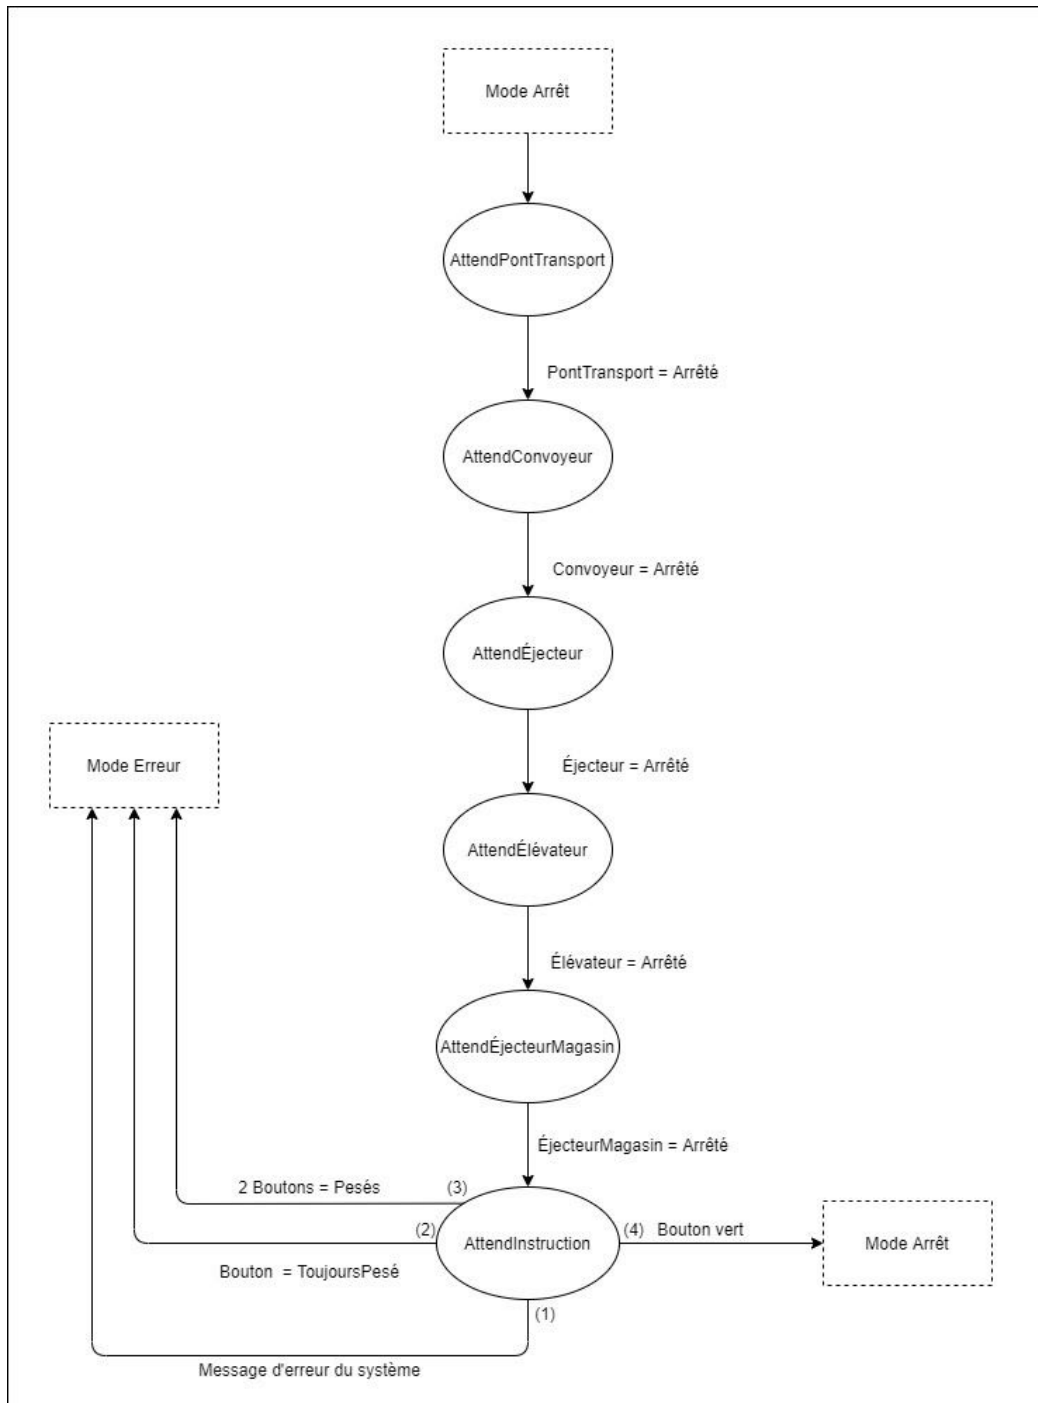 Mode Arrêt
AttendPontTransport
PontTransport = Arrêté
AttendConvoyeur
Convoyeur = Arrêté
AttendÉjecteur
Éjecteur = Arrêté
Mode Erreur
AttendÉlévateur
Élévateur = Arrêté
AttendÉjecteurMagasin
ÉjecteurMagasin = Arrêté
2 Boutons = Pesés (3)
(2)
AttendInstruction
(4) Bouton vert
Mode Arrêt
Bouton = ToujoursPesé
(1)
Message d'erreur du système